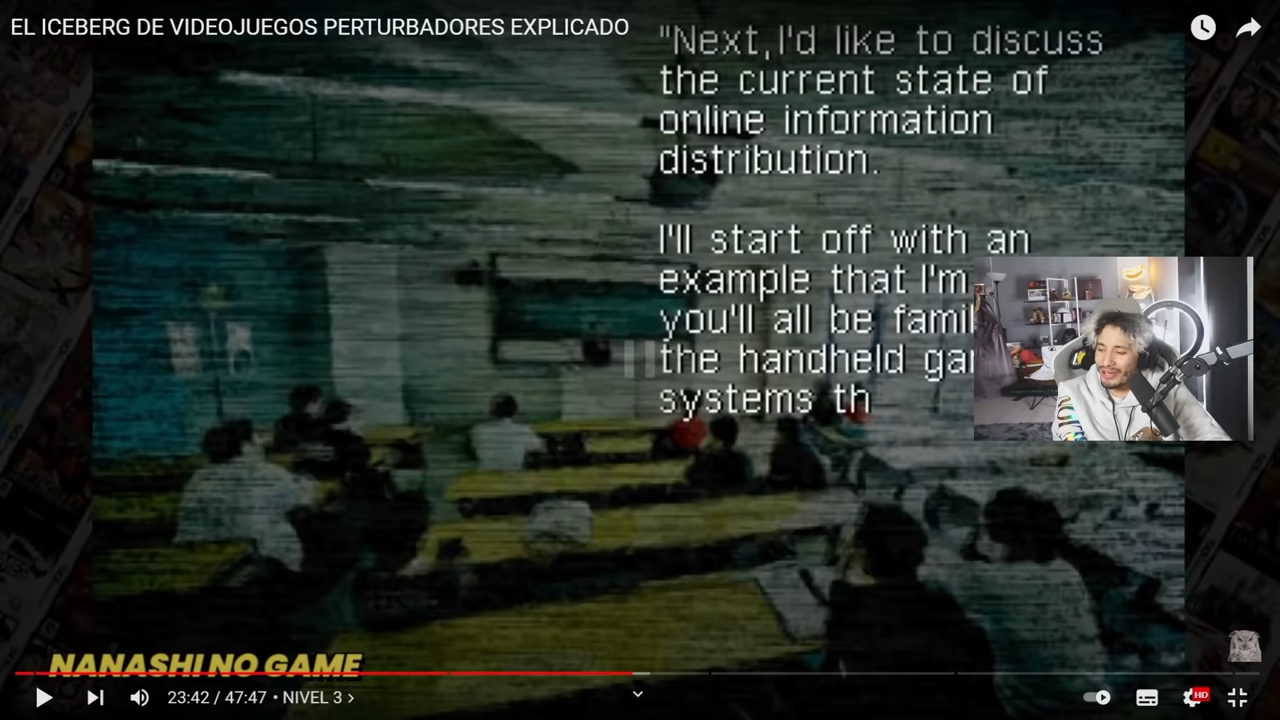 EL ICEBERG DE VIDEOJUEGOS PERTURBADORES EXPLICADO
"Next, I'd like to discuss
the current state of
online information
distribution.
I'll start off with an
example that I'm
you'll all be
the handheld
systems th
NANASHI NO GAME
23:42 / 47:47 • NIVEL 3 ›
HD